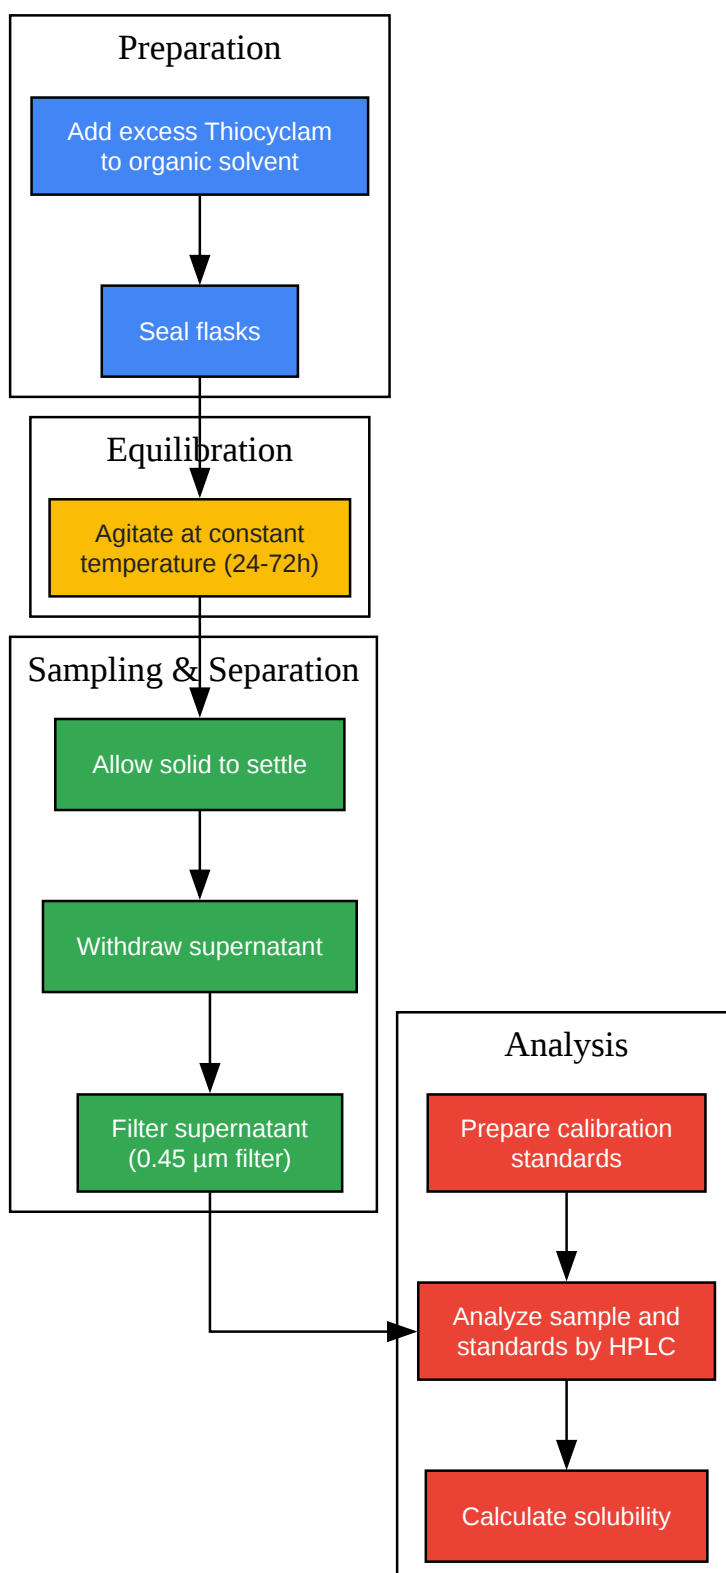 Preparation
Add excess Thiocyclam
to organic solvent
Seal flasks
Equilibration
Agitate at constant
temperature (24-72h)
Sampling & Separation
Allow solid to settle
Withdraw supernatant
Filter supernatant
(0.45 µm filter)
Analysis
Prepare calibration
standards
Analyze sample and
standards by HPLC
Calculate solubility